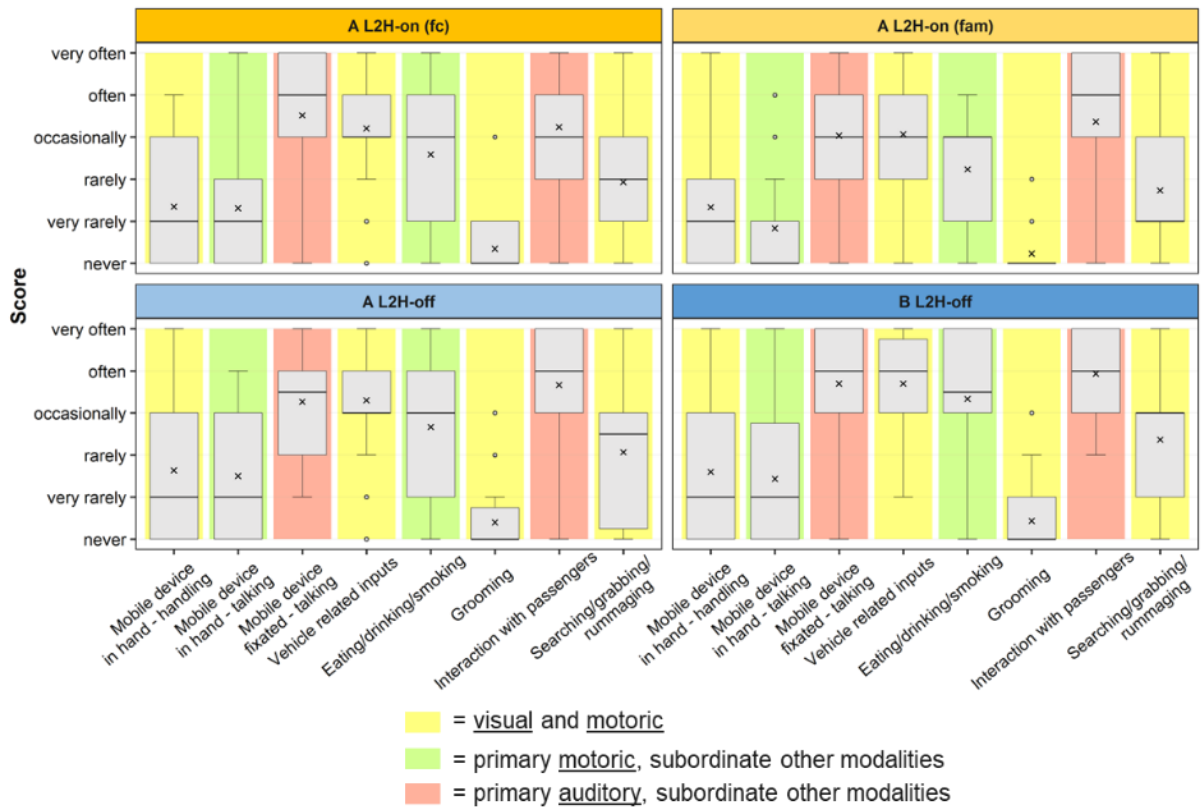 A L2H-on (fc)
A L2H-on (fam)
very often
often
occasionally
rarely
very rarely
never
Score
A L2H-off
B L2H-off
very often
often
occasionally
rarely
very rarely
never
Mobile device
in hand - handling
Mobile device
in hand - talking
Mobile device
fixated - talking
Vehicle related inputs
Eating/drinking/smoking
Grooming
Interaction with passengers
Searching/grabbing/
rummaging
Mobile device
in hand - handling
Mobile device
in hand - talking
Mobile device
fixated - talking
Vehicle related inputs
Eating/drinking/smoking
Grooming
Interaction with passengers
Searching/grabbing/
rummaging
= visual and motoric
= primary motoric, subordinate other modalities
= primary auditory, subordinate other modalities